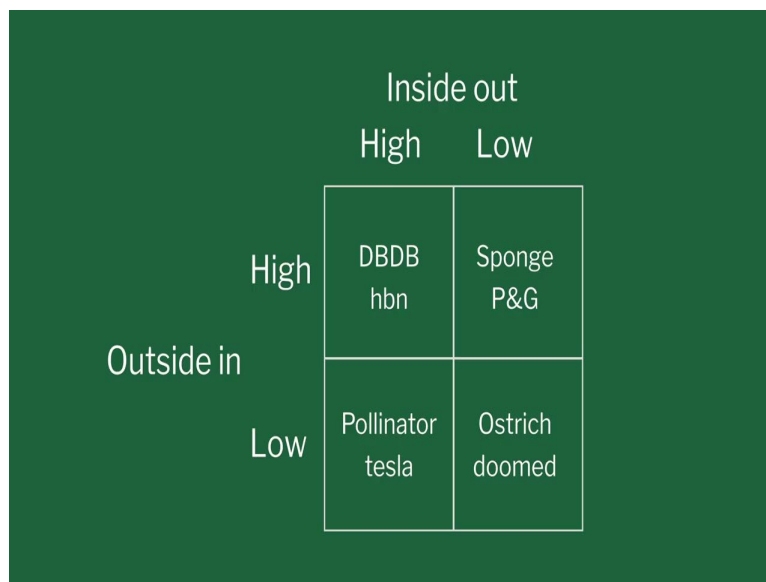 Inside out
High Low
High
DBDB
hbn
Sponge
P&G
Outside in
Low
Pollinator
tesla
Ostrich
doomed